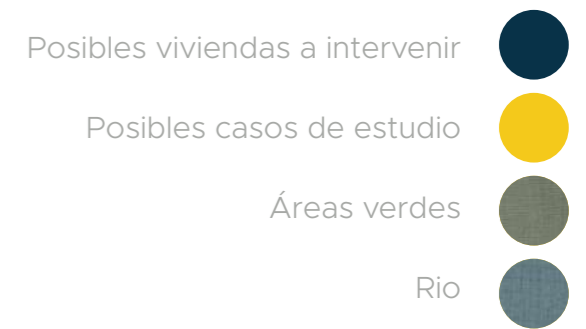 Posibles viviendas a intervenir
Posibles casos de estudio
Áreas verdes
Rio